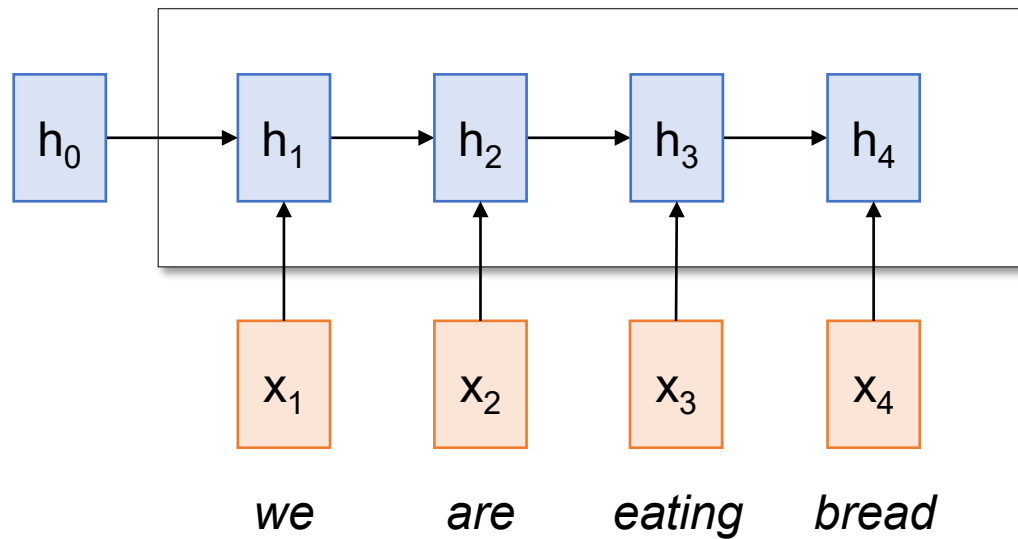 h₀ h₁ h₂ h₃ h₄
x₁ x₂ x₃ x₄
we are eating bread